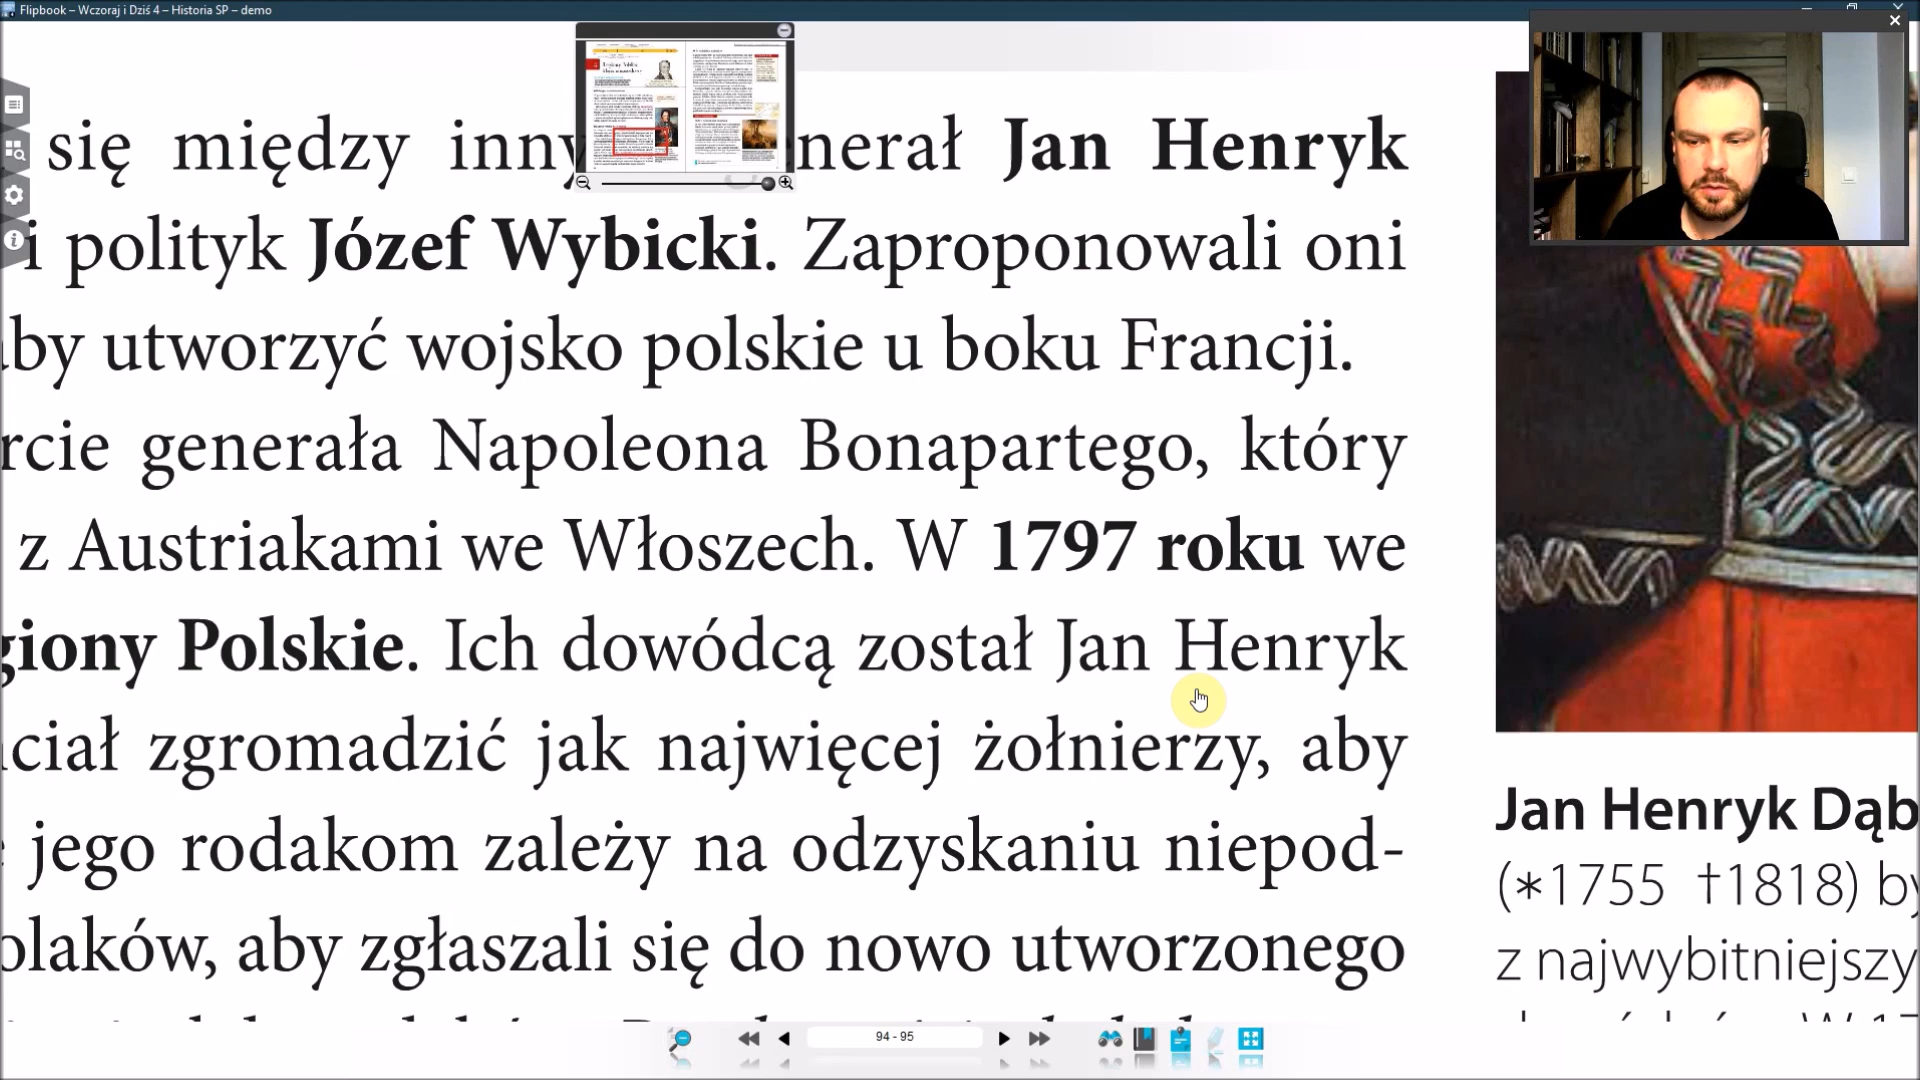 Flipbook – Wczoraj i Dziś 4 – Historia SP – demo
się między inny nerał Jan Henryk
i polityk Józef Wybicki. Zaproponowali oni
by utworzyć wojsko polskie u boku Francji.
rcie generała Napoleona Bonapartego, który
z Austriakami we Włoszech. W 1797 roku we
giony Polskie. Ich dowódcą został Jan Henryk
ciał zgromadzić jak najwięcej żołnierzy, aby
jego rodakom zależy na odzyskaniu niepod-
olaków, aby zgłaszali się do nowo utworzonego
Jan Henryk Dąb
(*1755 †1818) by
z najwybitniejszy
94 - 95